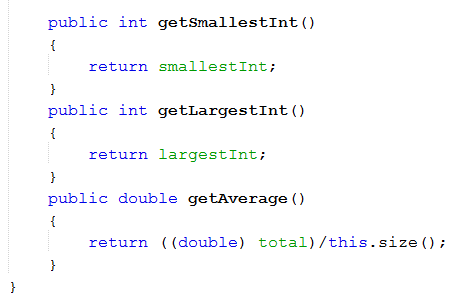 public int getSmallestInt()
{
return smallestInt;
}
public int getLargestInt()
{
return largestInt;
}
public double getAverage()
{
return ((double) total)/this.size();
}
}